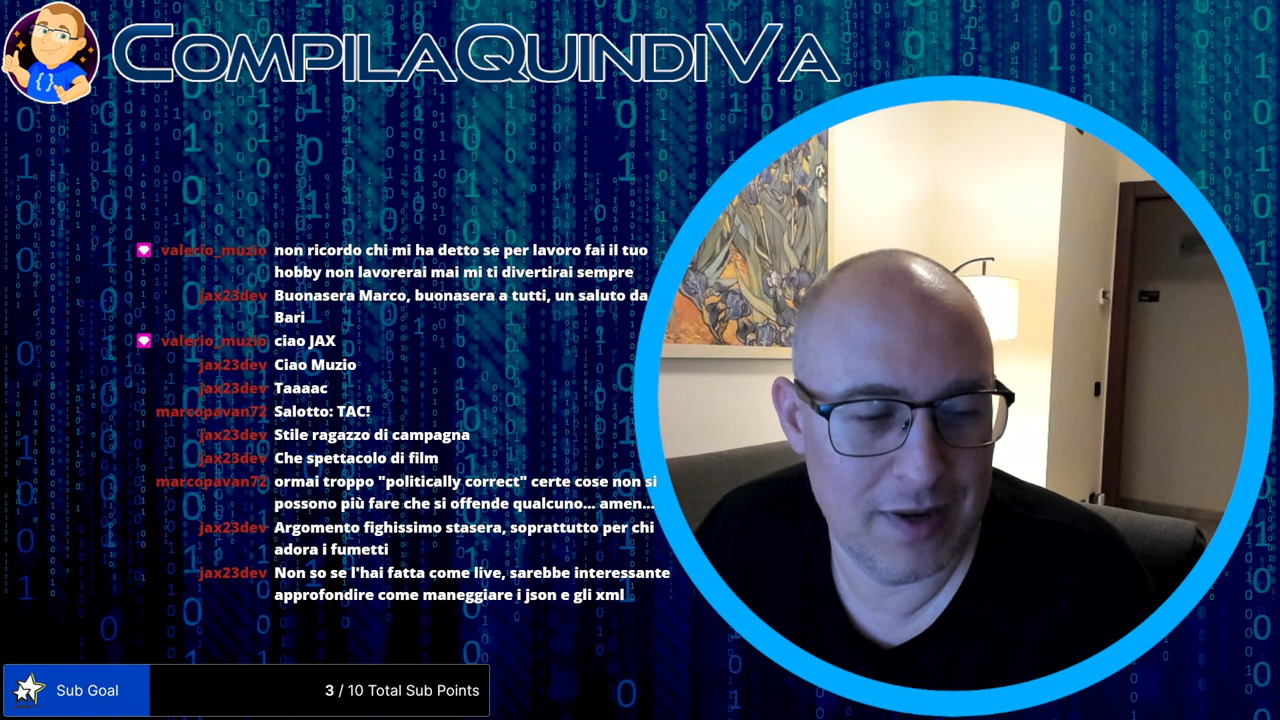 CompilaQuindiVa
valerio_muzio non ricordo chi mi ha detto se per lavoro fai il tuo
hobby non lavorerai mai mi ti divertirai sempre
jax23dev Buonasera Marco, buonasera a tutti, un saluto da
Bari
valerio_muzio ciao JAX
jax23dev Ciao Muzio
jax23dev Taaaac
marcopavan72 Salotto: TAC!
jax23dev Stile ragazzo di campagna
jax23dev Che spettacolo di film
marcopavan72 ormai troppo "politically correct" certe cose non si
possono più fare che si offende qualcuno... amen...
jax23dev Argomento fighissimo stasera, soprattutto per chi
adora i fumetti
jax23dev Non so se l'hai fatta come live, sarebbe interessante
approfondire come maneggiare i json e gli xml
Sub Goal 3 / 10 Total Sub Points